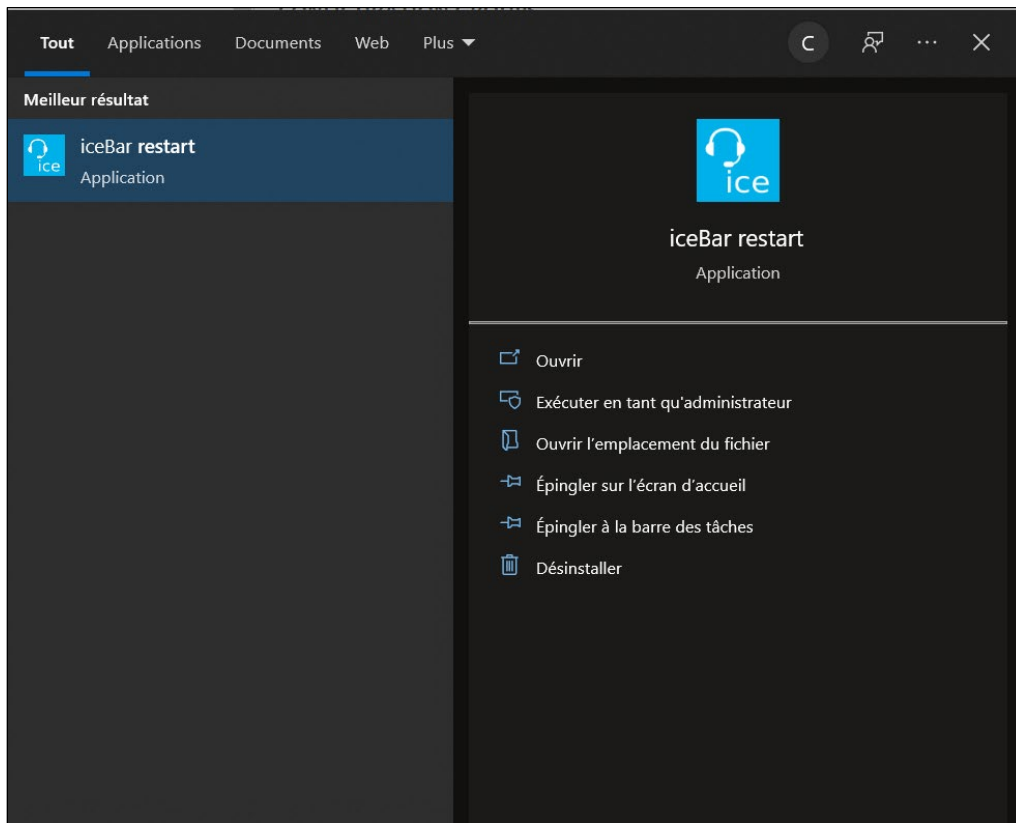 Tout Applications Documents Web Plus C
Meilleur résultat
iceBar restart
Application
ice
ice
iceBar restart
Application
Ouvrir
Exécuter en tant qu'administrateur
Ouvrir l'emplacement du fichier
Épingler sur l'écran d'accueil
Épingler à la barre des tâches
Désinstaller